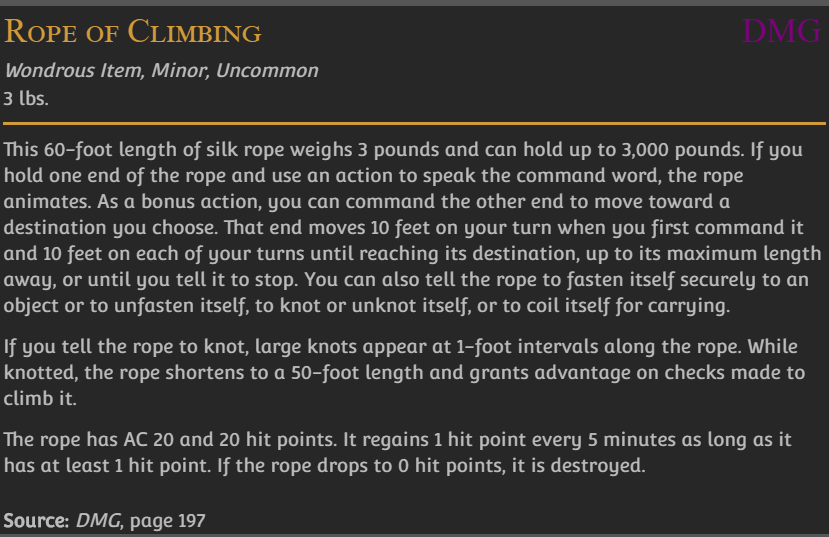 Rope of Climbing DMG
Wondrous Item, Minor, Uncommon
3 lbs.
This 60-foot length of silk rope weighs 3 pounds and can hold up to 3,000 pounds. If you
hold one end of the rope and use an action to speak the command word, the rope
animates. As a bonus action, you can command the other end to move toward a
destination you choose. That end moves 10 feet on your turn when you first command it
and 10 feet on each of your turns until reaching its destination, up to its maximum length
away, or until you tell it to stop. You can also tell the rope to fasten itself securely to an
object or to unfasten itself, to knot or unknot itself, or to coil itself for carrying.
If you tell the rope to knot, large knots appear at 1-foot intervals along the rope. While
knotted, the rope shortens to a 50-foot length and grants advantage on checks made to
climb it.
The rope has AC 20 and 20 hit points. It regains 1 hit point every 5 minutes as long as it
has at least 1 hit point. If the rope drops to 0 hit points, it is destroyed.
Source: DMG, page 197